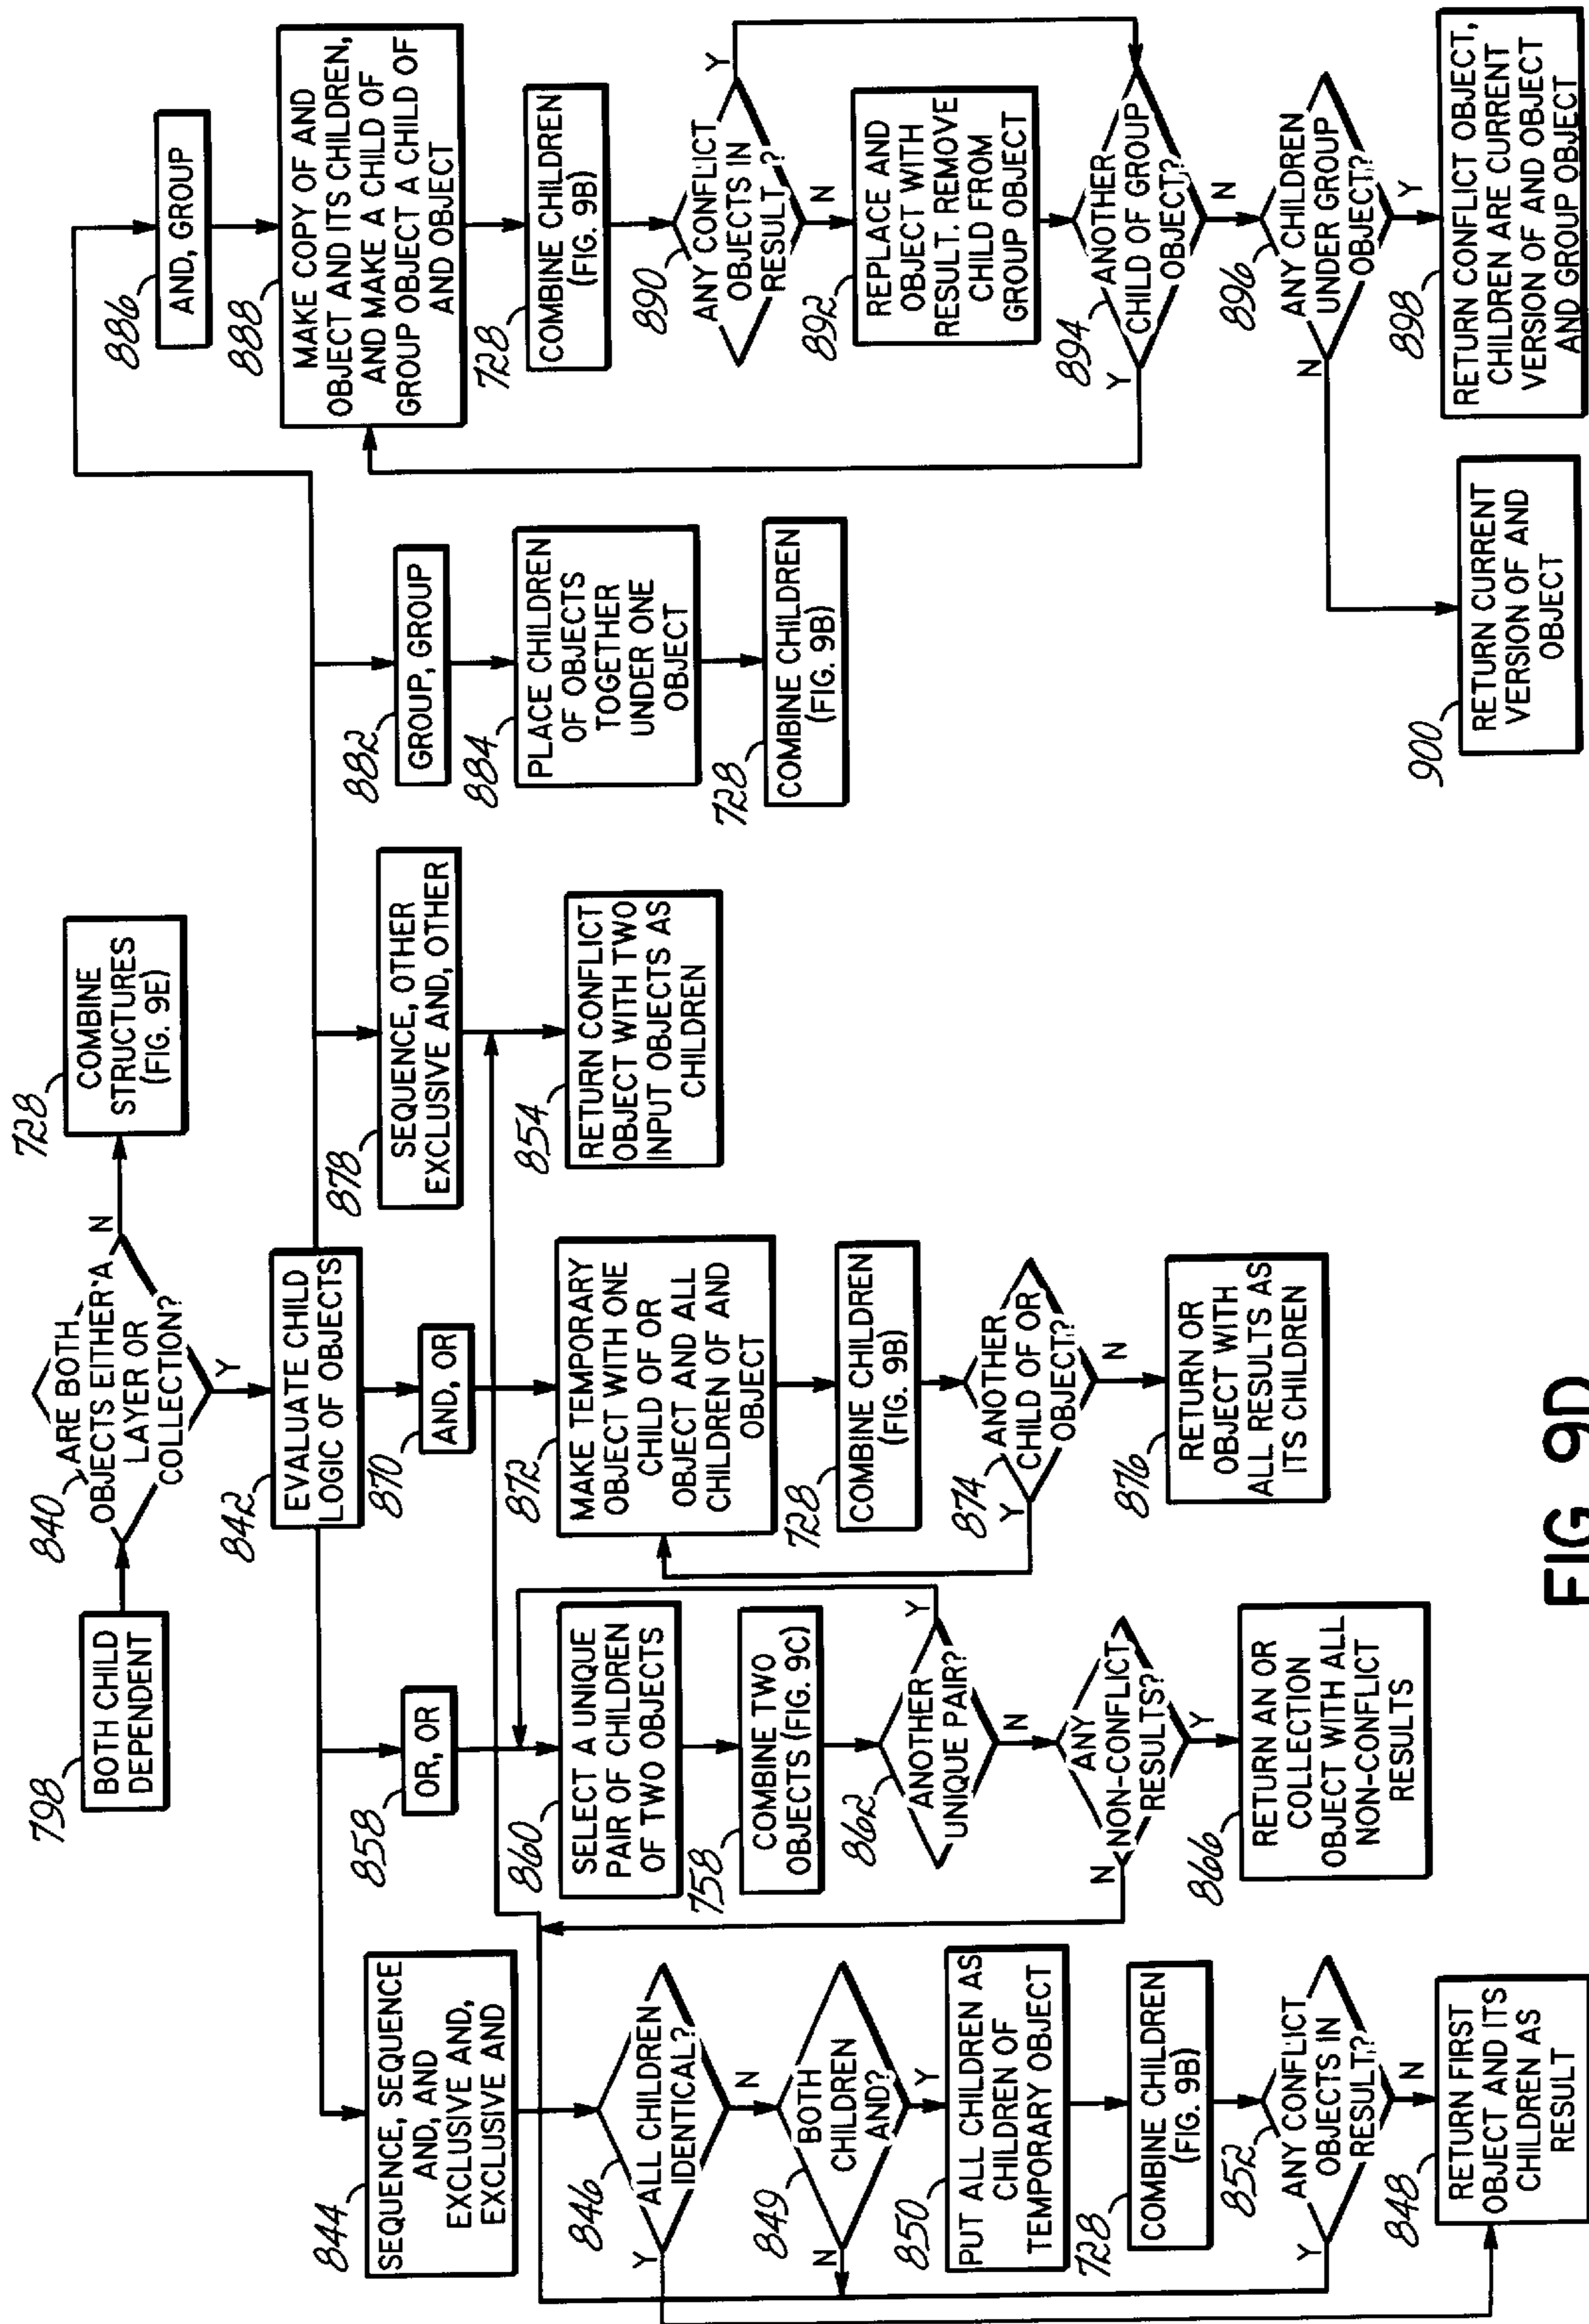 798
BOTH CHILD
DEPENDENT
840
ARE BOTH
OBJECTS EITHER A
LAYER OR
COLLECTION?
N
Y
728
COMBINE
STRUCTURES
(FIG. 9E)
842
EVALUATE CHILD
LOGIC OF OBJECTS
844
SEQUENCE, SEQUENCE
AND, AND
EXCLUSIVE AND,
EXCLUSIVE AND
846
ALL CHILDREN
IDENTICAL?
Y
N
849
BOTH
CHILDREN
AND?
N
Y
850
PUT ALL CHILDREN AS
CHILDREN OF
TEMPORARY OBJECT
728
COMBINE CHILDREN
(FIG. 9B)
852
ANY CONFLICT
OBJECTS IN
RESULT?
Y
N
848
RETURN FIRST
OBJECT AND ITS
CHILDREN AS
RESULT
858
OR, OR
860
SELECT A UNIQUE
PAIR OF CHILDREN
OF TWO OBJECTS
758
COMBINE TWO
OBJECTS (FIG. 9C)
862
ANOTHER
UNIQUE PAIR?
Y
N
ANY
NON-CONFLICT
RESULTS?
N
Y
866
RETURN AN OR
COLLECTION
OBJECT WITH ALL
NON-CONFLICT
RESULTS
870
AND, OR
872
MAKE TEMPORARY
OBJECT WITH ONE
CHILD OF OR
OBJECT AND ALL
CHILDREN OF AND
OBJECT
728
COMBINE CHILDREN
(FIG. 9B)
874
ANOTHER
CHILD OF OR
OBJECT?
Y
N
876
RETURN OR
OBJECT WITH
ALL RESULTS AS
ITS CHILDREN
878
SEQUENCE, OTHER
EXCLUSIVE AND, OTHER
854
RETURN CONFLICT
OBJECT WITH TWO
INPUT OBJECTS AS
CHILDREN
882
GROUP, GROUP
884
PLACE CHILDREN
OF OBJECTS
TOGETHER
UNDER ONE
OBJECT
728
COMBINE CHILDREN
(FIG. 9B)
886
AND, GROUP
888
MAKE COPY OF AND
OBJECT AND ITS CHILDREN,
AND MAKE A CHILD OF
GROUP OBJECT A CHILD OF
AND OBJECT
728
COMBINE CHILDREN
(FIG. 9B)
890
ANY CONFLICT
OBJECTS IN
RESULT?
Y
N
892
REPLACE AND
OBJECT WITH
RESULT. REMOVE
CHILD FROM
GROUP OBJECT
894
ANOTHER
CHILD OF GROUP
OBJECT?
Y
N
896
ANY CHILDREN
UNDER GROUP
OBJECT?
N
Y
898
RETURN CONFLICT OBJECT,
CHILDREN ARE CURRENT
VERSION OF AND OBJECT
AND GROUP OBJECT
900
RETURN CURRENT
VERSION OF AND
OBJECT
FIG. 9D